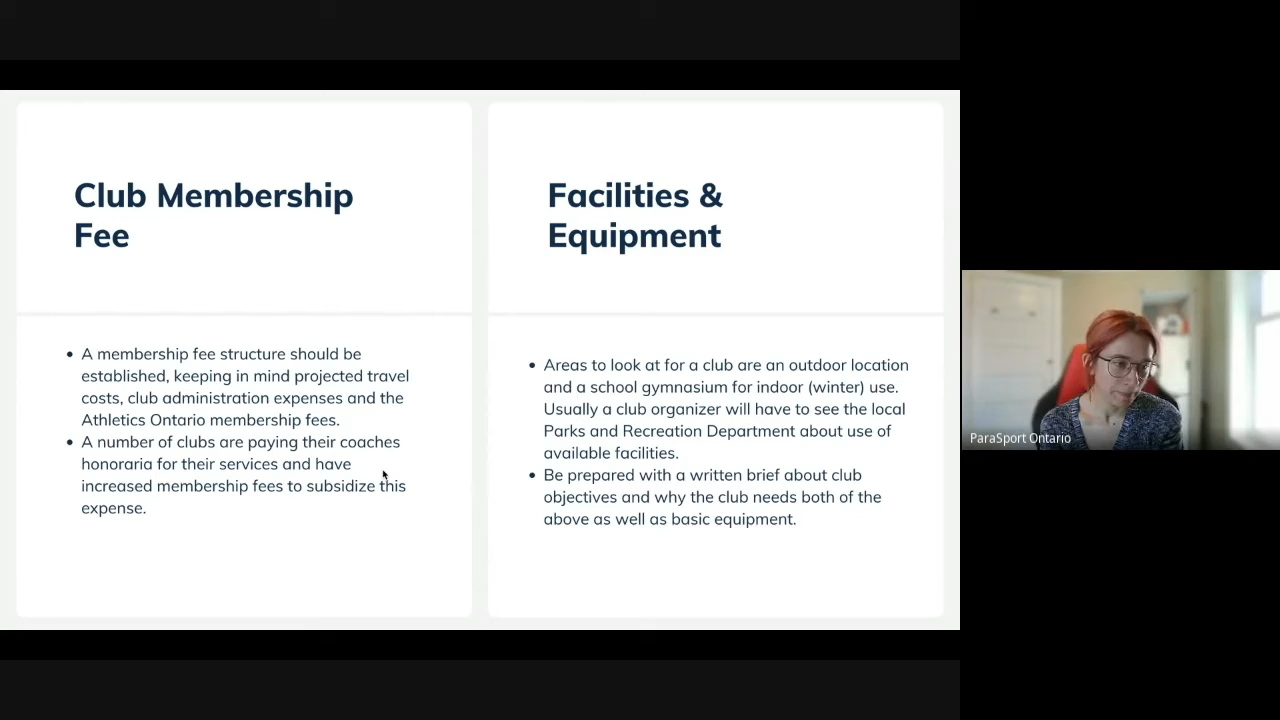 Club Membership
Fee
A membership fee structure should be
established, keeping in mind projected travel
costs, club administration expenses and the
Athletics Ontario membership fees.
A number of clubs are paying their coaches
honoraria for their services and have
increased membership fees to subsidize this
expense.
Facilities &
Equipment
Areas to look at for a club are an outdoor location
and a school gymnasium for indoor (winter) use.
Usually a club organizer will have to see the local
Parks and Recreation Department about use of
available facilities.
Be prepared with a written brief about club
objectives and why the club needs both of the
above as well as basic equipment.
ParaSport Ontario